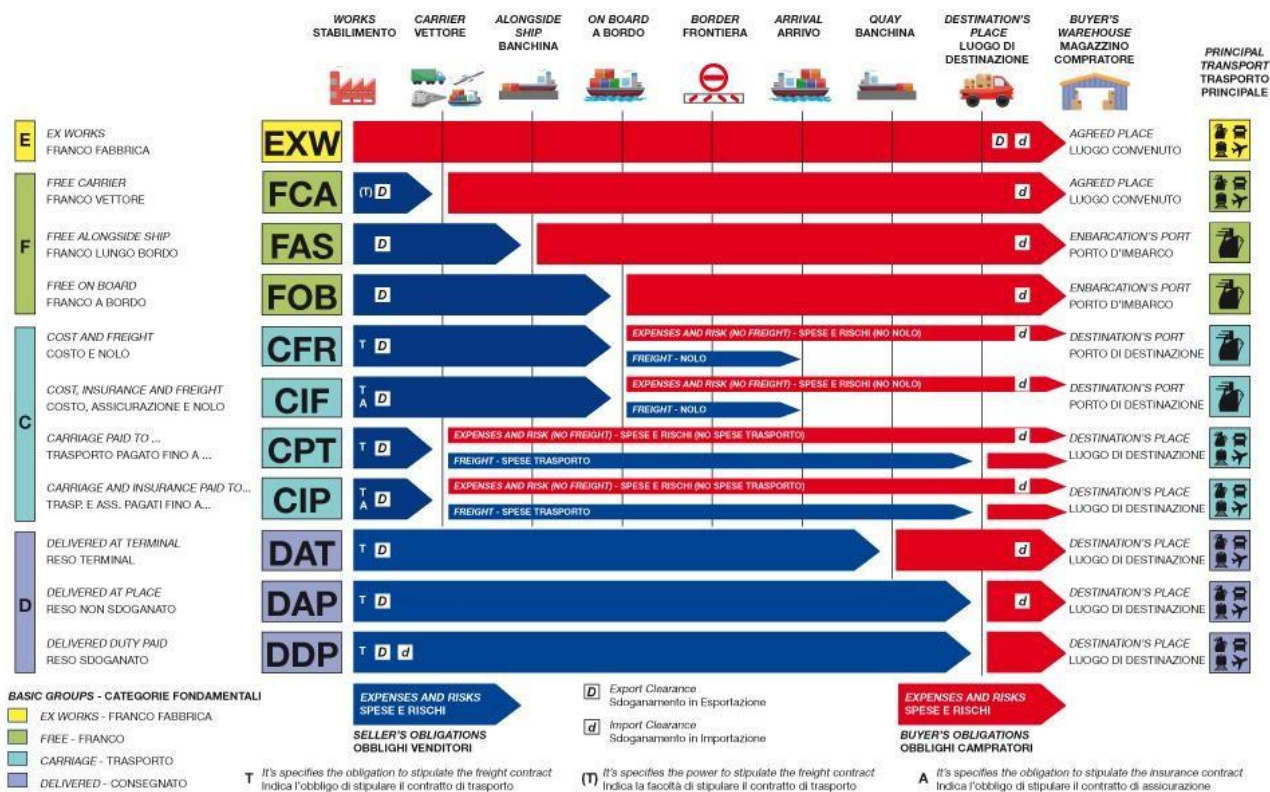 WORKS
STABILIMENTO
CARRIER
VETTORE
ALONGSIDE
SHIP
BANCHINA
ON BOARD
A BORDO
BORDER
FRONTIERA
ARRIVAL
ARRIVO
QUAY
BANCHINA
DESTINATION'S
PLACE
LUOGO DI
DESTINAZIONE
BUYER'S
WAREHOUSE
MAGAZZINO
COMPRATORE
PRINCIPAL
TRANSPORT
TRASPORTO
PRINCIPALE
E
EX WORKS
FRANCO FABBRICA
EXW
D d
AGREED PLACE
LUOGO CONVENUTO
F
FREE CARRIER
FRANCO VETTORE
FCA
(T) D
d
AGREED PLACE
LUOGO CONVENUTO
FREE ALONGSIDE SHIP
FRANCO LUNGO BORDO
FAS
D
d
ENBARCATION'S PORT
PORTO D'IMBARCO
FREE ON BOARD
FRANCO A BORDO
FOB
D
d
ENBARCATION'S PORT
PORTO D'IMBARCO
C
COST AND FREIGHT
COSTO E NOLO
CFR
T D
EXPENSES AND RISK (NO FREIGHT) - SPESE E RISCHI (NO NOLO)
d
FREIGHT - NOLO
DESTINATION'S PORT
PORTO DI DESTINAZIONE
COST, INSURANCE AND FREIGHT
COSTO, ASSICURAZIONE E NOLO
CIF
T
A
D
EXPENSES AND RISK (NO FREIGHT) - SPESE E RISCHI (NO NOLO)
d
FREIGHT - NOLO
DESTINATION'S PORT
PORTO DI DESTINAZIONE
CARRIAGE PAID TO ...
TRASPORTO PAGATO FINO A ...
CPT
T D
EXPENSES AND RISK (NO FREIGHT) - SPESE E RISCHI (NO SPESE TRASPORTO)
d
FREIGHT - SPESE TRASPORTO
DESTINATION'S PLACE
LUOGO DI DESTINAZIONE
CARRIAGE AND INSURANCE PAID TO...
TRASP. E ASS. PAGATI FINO A...
CIP
T
A
D
EXPENSES AND RISK (NO FREIGHT) - SPESE E RISCHI (NO SPESE TRASPORTO)
d
FREIGHT - SPESE TRASPORTO
DESTINATION'S PLACE
LUOGO DI DESTINAZIONE
D
DELIVERED AT TERMINAL
RESO TERMINAL
DAT
T D
d
DESTINATION'S PLACE
LUOGO DI DESTINAZIONE
DELIVERED AT PLACE
RESO NON SDOGANATO
DAP
T D
d
DESTINATION'S PLACE
LUOGO DI DESTINAZIONE
DELIVERED DUTY PAID
RESO SDOGANATO
DDP
T D d
DESTINATION'S PLACE
LUOGO DI DESTINAZIONE
BASIC GROUPS - CATEGORIE FONDAMENTALI
EX WORKS - FRANCO FABBRICA
FREE - FRANCO
CARRIAGE - TRASPORTO
DELIVERED - CONSEGNATO
EXPENSES AND RISKS
SPESE E RISCHI
SELLER'S OBLIGATIONS
OBBLIGHI VENDITORI
D Export Clearance
Sdoganamento in Esportazione
d Import Clearance
Sdoganamento in Importazione
EXPENSES AND RISKS
SPESE E RISCHI
BUYER'S OBLIGATIONS
OBBLIGHI CAMPRATORI
T It's specifies the obligation to stipulate the freight contract
Indica l'obbligo di stipulare il contratto di trasporto
(T) It's specifies the power to stipulate the freight contract
Indica la facoltà di stipulare il contratto di trasporto
A It's specifies the obligation to stipulate the insurance contract
Indica l'obbligo di stipulare il contratto di assicurazione